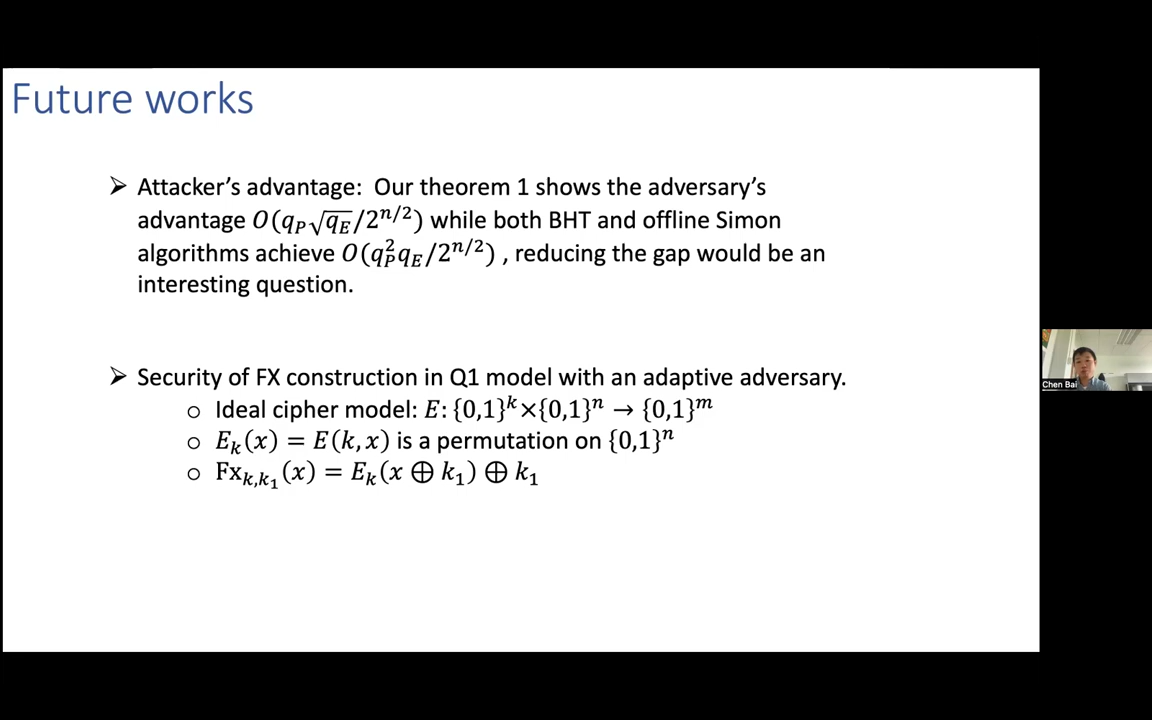 Future works
➢ Attacker's advantage: Our theorem 1 shows the adversary's
advantage 𝑂(𝑞_𝑃√𝑞_𝐸/2^{𝑛/2}) while both BHT and offline Simon
algorithms achieve 𝑂(𝑞_𝑃^2𝑞_𝐸/2^{𝑛/2}) , reducing the gap would be an
interesting question.
➢ Security of FX construction in Q1 model with an adaptive adversary.
o Ideal cipher model: 𝐸: {0,1}^𝑘×{0,1}^𝑛 → {0,1}^𝑚
o 𝐸_𝑘(𝑥) = 𝐸(𝑘, 𝑥) is a permutation on {0,1}^𝑛
o Fx_{𝑘,𝑘_1}(𝑥) = 𝐸_𝑘(𝑥 ⊕ 𝑘_1) ⊕ 𝑘_1
Chen Bai